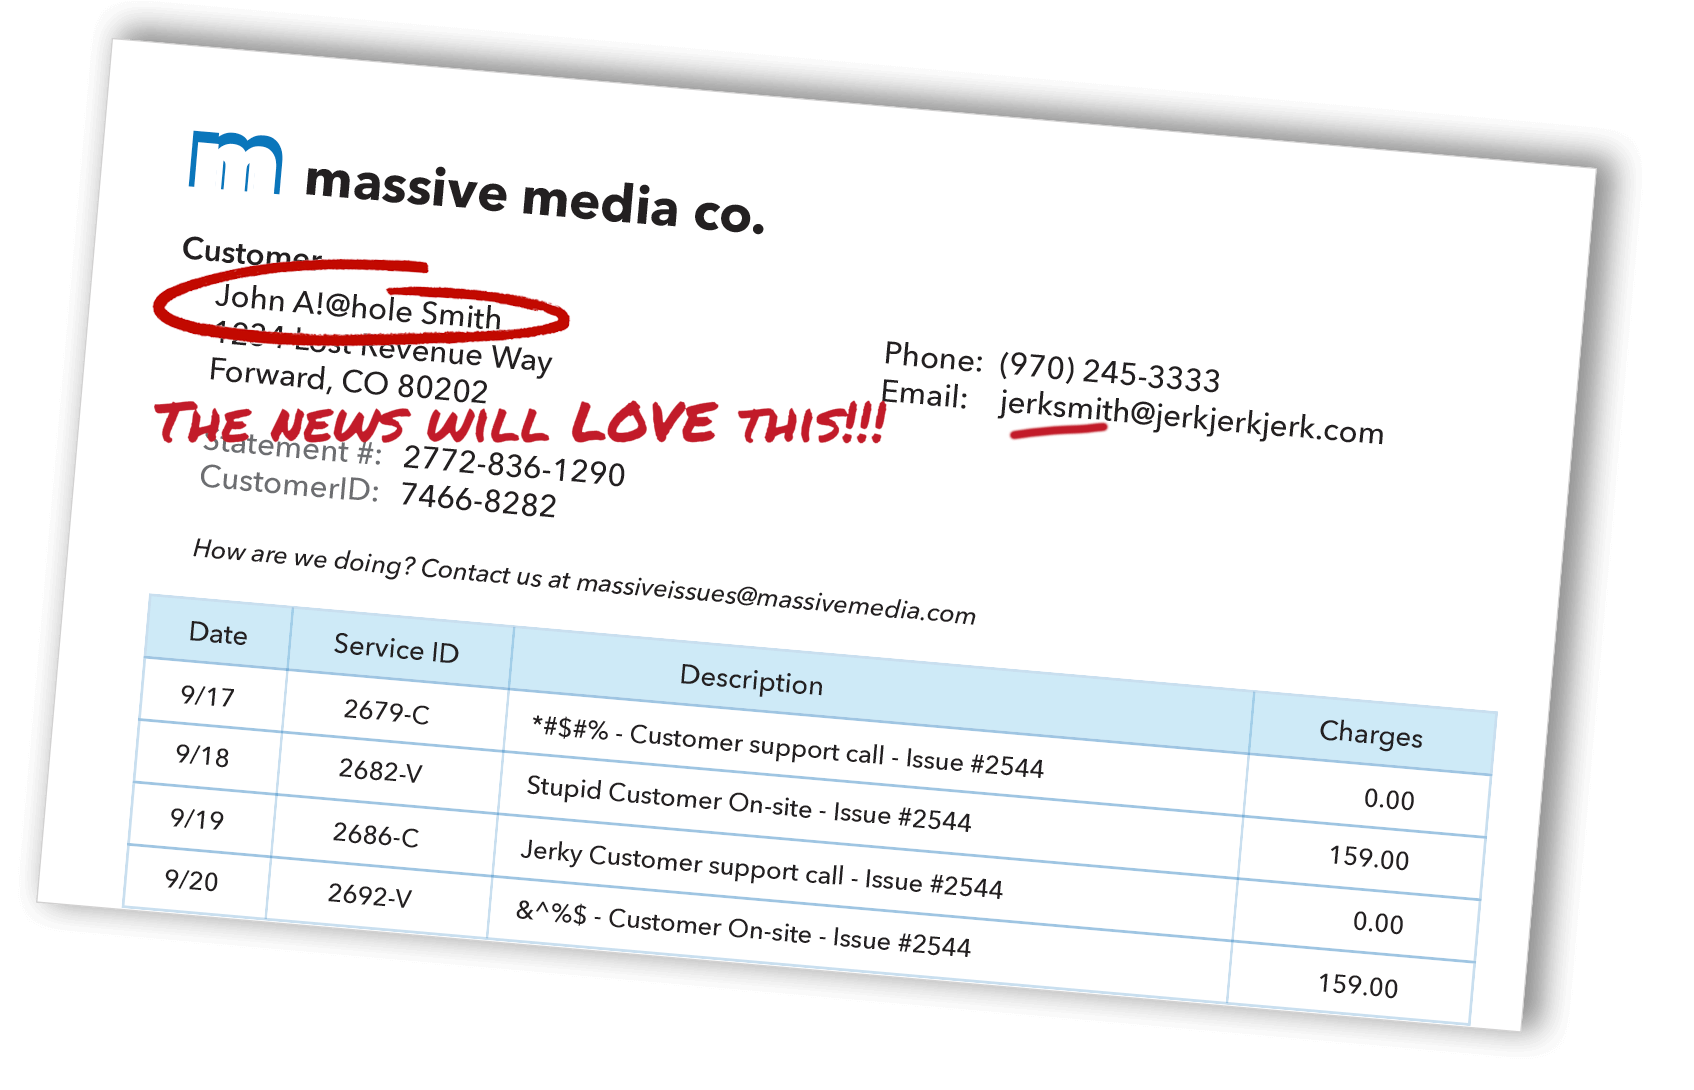 m massive media co.
Customer
John A!@hole Smith
1234 Lost Revenue Way
Forward, CO 80202
Phone: (970) 245-3333
Email: jerksmith@jerkjerkjerk.com
THE NEWS WILL LOVE THIS!!!
Statement #: 2772-836-1290
CustomerID: 7466-8282
How are we doing? Contact us at massiveissues@massivemedia.com
Date Service ID Description Charges
9/17 2679-C *#$#% - Customer support call - Issue #2544 0.00
9/18 2682-V Stupid Customer On-site - Issue #2544 159.00
9/19 2686-C Jerky Customer support call - Issue #2544 0.00
9/20 2692-V &^%$ - Customer On-site - Issue #2544 159.00